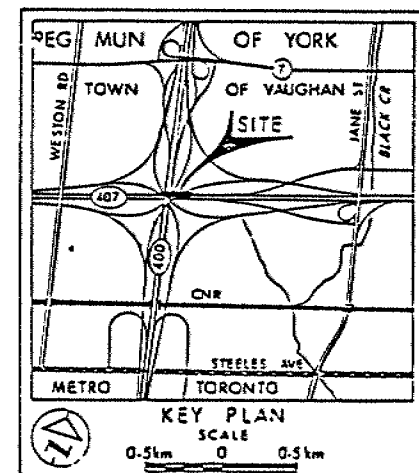 REG MUN OF YORK
7
TOWN OF VAUGHAN
WESTON RD
JANE ST
BLACK CR
SITE
407
400
CNR
STEELES AVE
METRO TORONTO
N
KEY PLAN
SCALE
0·5km 0 0·5km